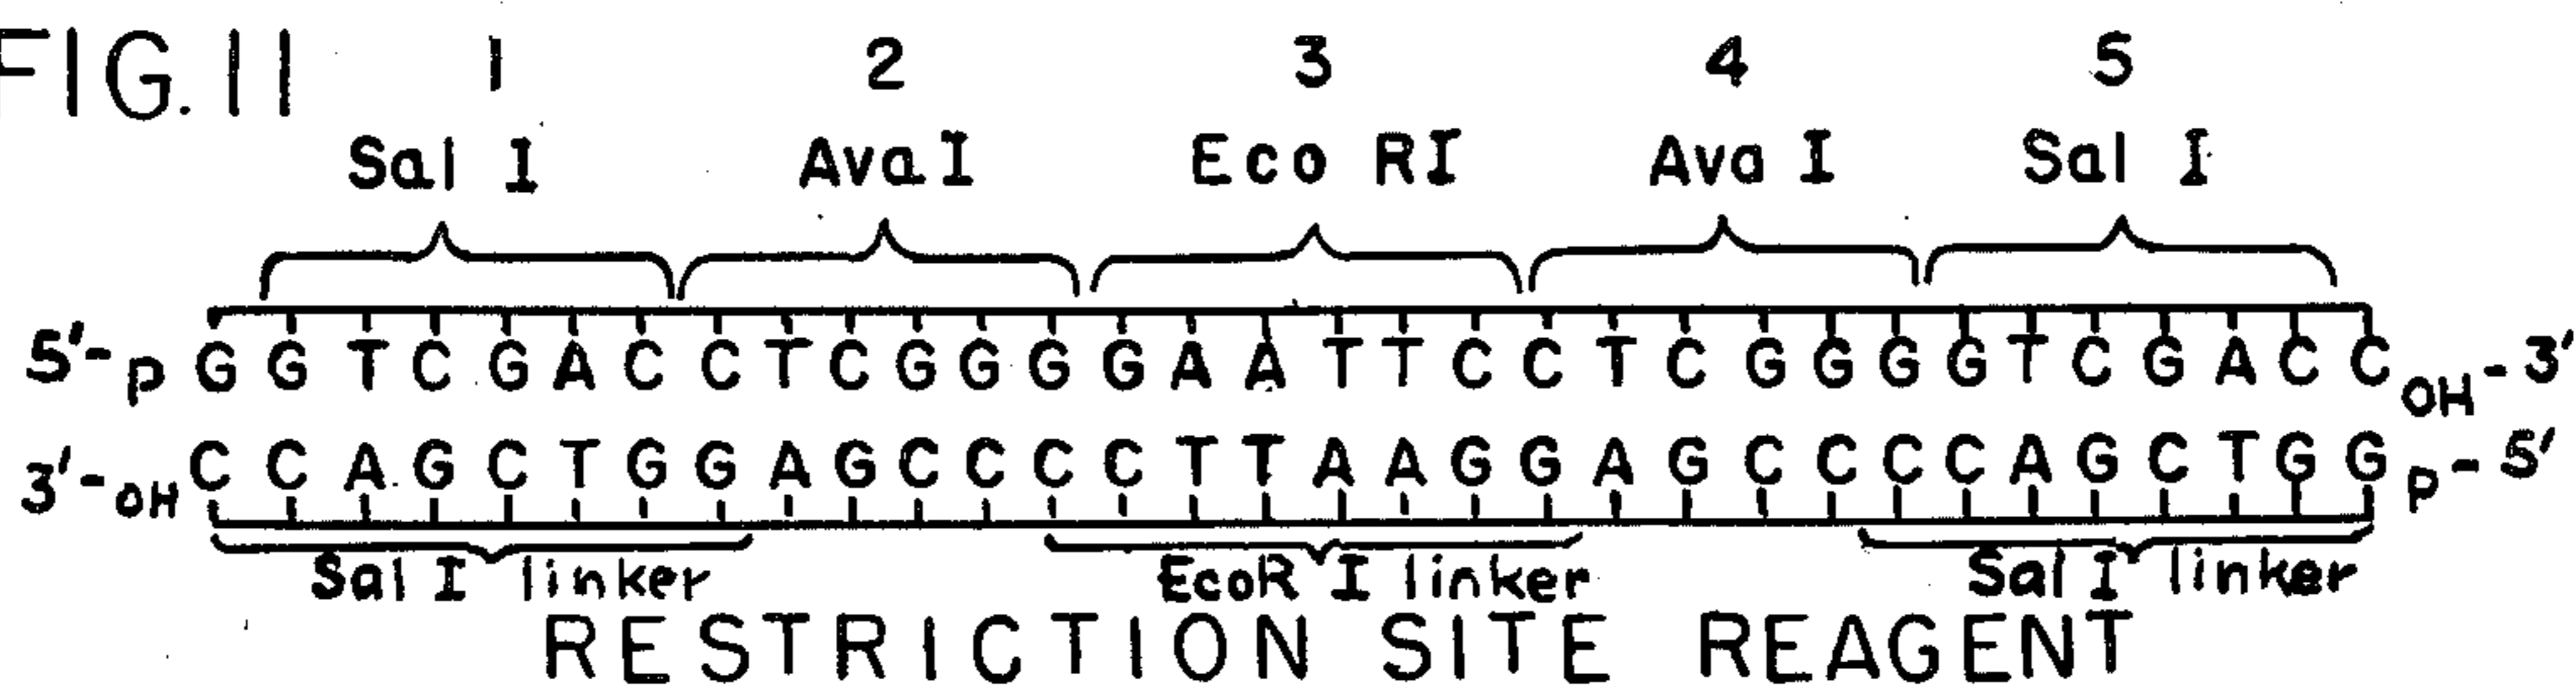 FIG. 11 1 2 3 4 5
Sal I Ava I Eco RI Ava I Sal I
5'-P G G T C G A C C T C G G G G A A T T C C T C G G G G T C G A C C OH-3'
3'-OH C C A G C T G G A G C C C C T T A A G G A G C C C C A G C T G G P-5'
Sal I linker EcoR I linker Sal I linker
RESTRICTION SITE REAGENT